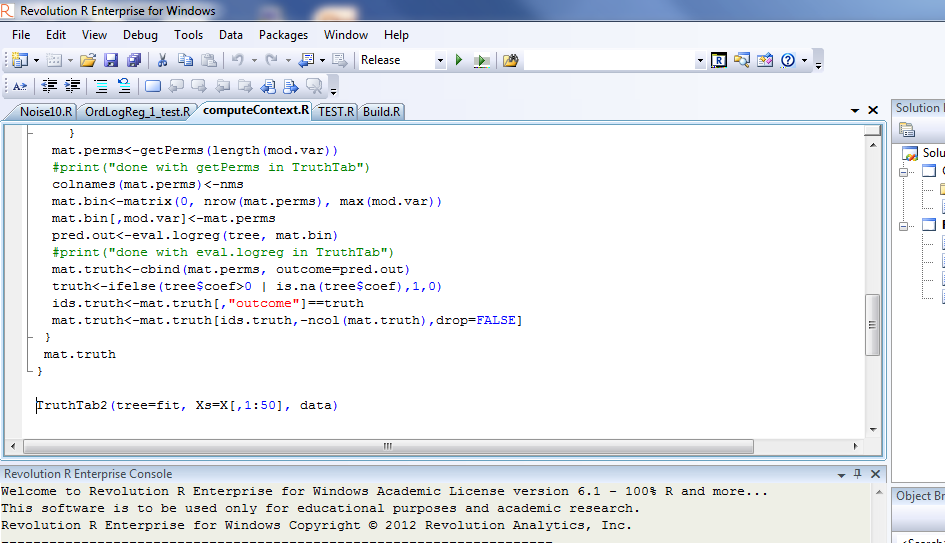 Revolution R Enterprise for Windows
File Edit View Debug Tools Data Packages Window Help
Release
Noise10.R OrdLogReg_1_test.R computeContext.R TEST.R Build.R
}
mat.perms<-getPerms(length(mod.var))
#print("done with getPerms in TruthTab")
colnames(mat.perms)<-nms
mat.bin<-matrix(0, nrow(mat.perms), max(mod.var))
mat.bin[,mod.var]<-mat.perms
pred.out<-eval.logreg(tree, mat.bin)
#print("done with eval.logreg in TruthTab")
mat.truth<-cbind(mat.perms, outcome=pred.out)
truth<-ifelse(tree$coef>0 | is.na(tree$coef),1,0)
ids.truth<-mat.truth[,"outcome"]==truth
mat.truth<-mat.truth[ids.truth,-ncol(mat.truth),drop=FALSE]
}
mat.truth
}
TruthTab2(tree=fit, Xs=X[,1:50], data)
Solution
Solu
Revolution R Enterprise Console
Welcome to Revolution R Enterprise for Windows Academic License version 6.1 - 100% R and more...
This software is to be used only for educational purposes and academic research.
Revolution R Enterprise for Windows Copyright © 2012 Revolution Analytics, Inc.
Object Br